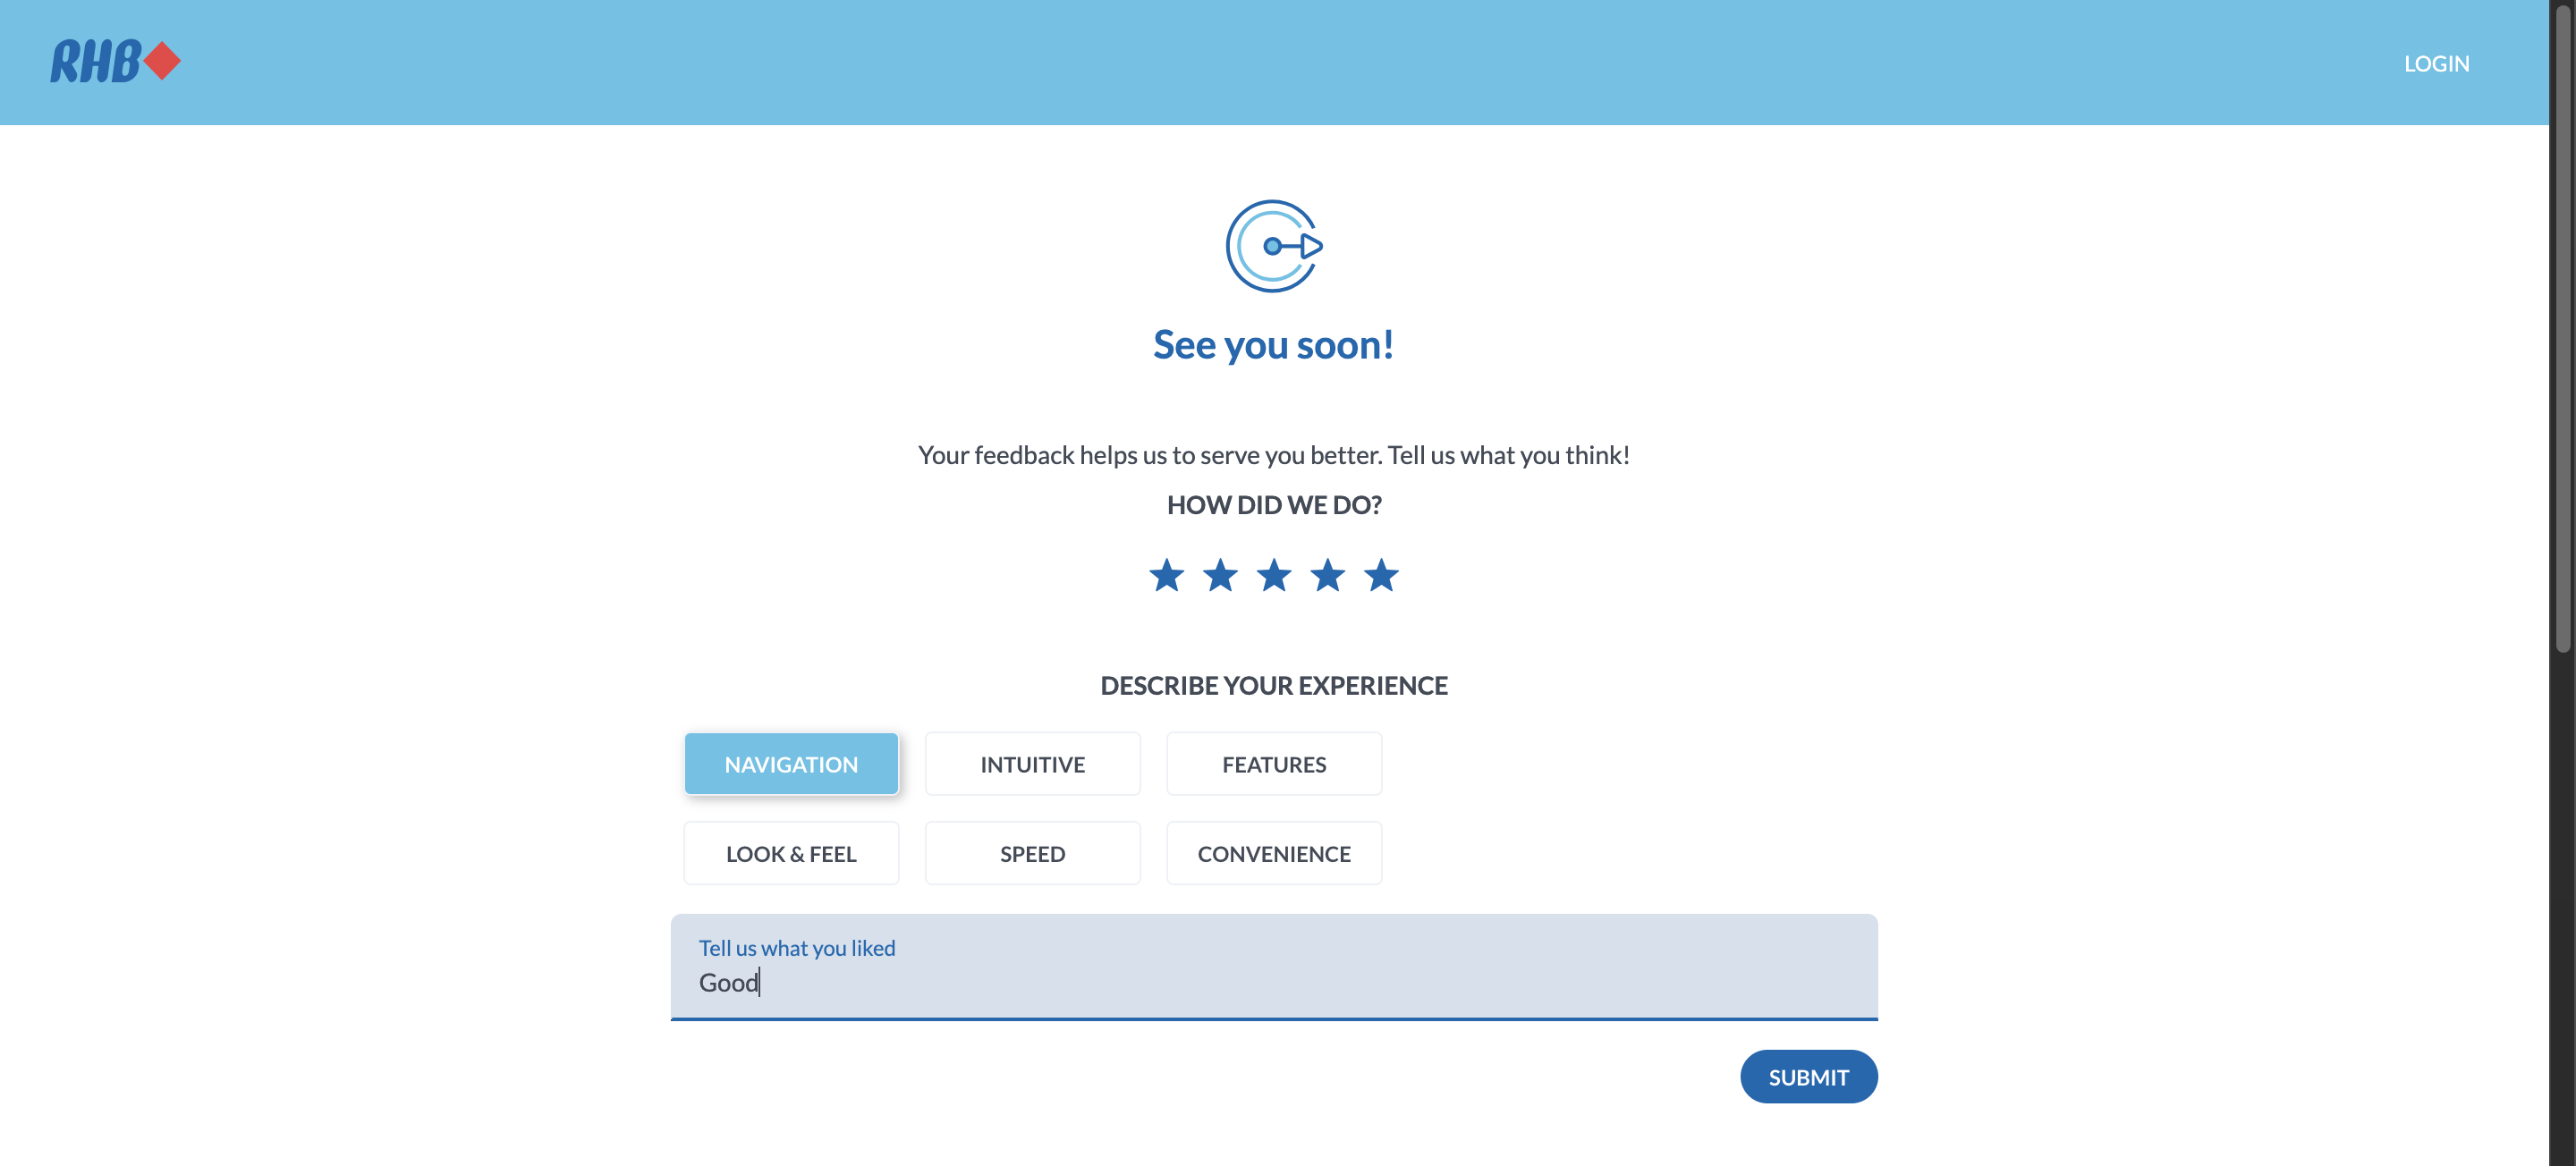 RHB
LOGIN
See you soon!
Your feedback helps us to serve you better. Tell us what you think!
HOW DID WE DO?
DESCRIBE YOUR EXPERIENCE
NAVIGATION
INTUITIVE
FEATURES
LOOK & FEEL
SPEED
CONVENIENCE
Tell us what you liked
Good
SUBMIT